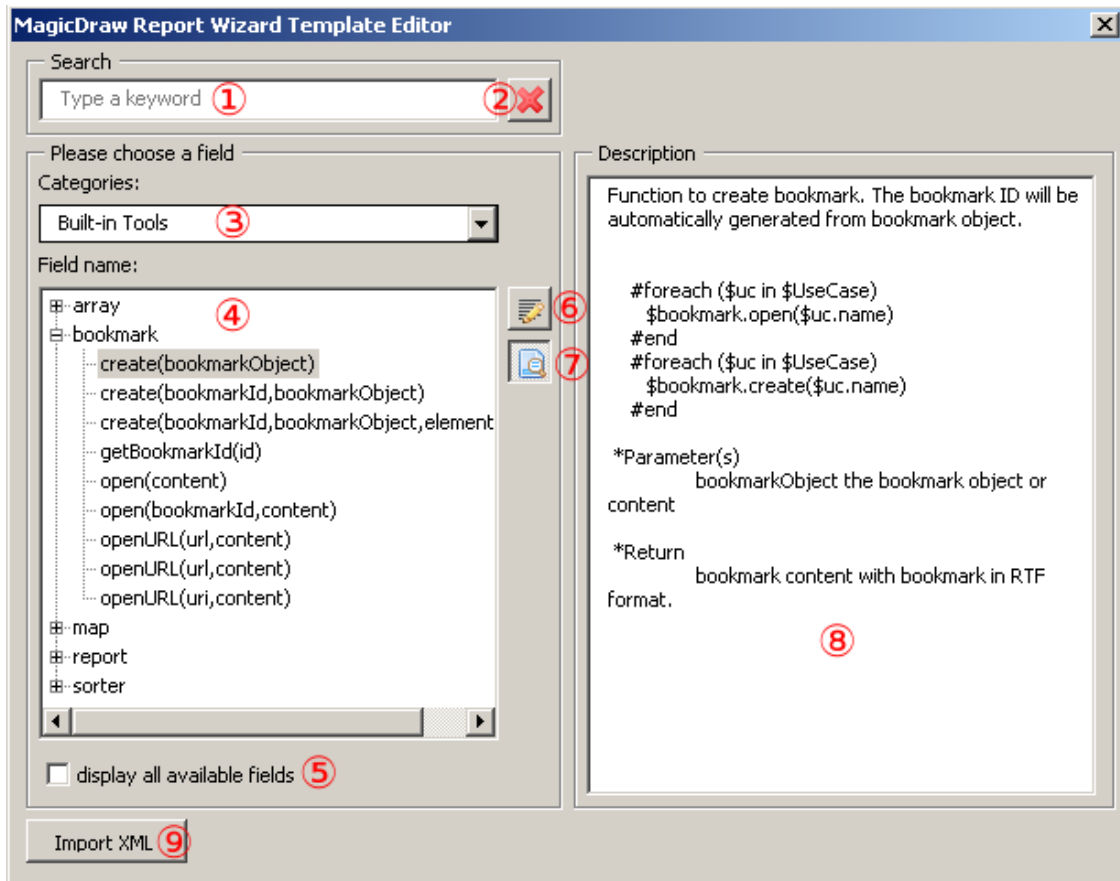 MagicDraw Report Wizard Template Editor
Search
Type a keyword ① ②
Please choose a field
Categories:
Built-in Tools ③
Field name:
④
array
bookmark
create(bookmarkObject)
create(bookmarkId,bookmarkObject)
create(bookmarkId,bookmarkObject,element
getBookmarkId(id)
open(content)
open(bookmarkId,content)
openURL(url,content)
openURL(url,content)
openURL(uri,content)
map
report
sorter
⑥
⑦
display all available fields ⑤
Import XML ⑨
Description
Function to create bookmark. The bookmark ID will be
automatically generated from bookmark object.
#foreach ($uc in $UseCase)
$bookmark.open($uc.name)
#end
#foreach ($uc in $UseCase)
$bookmark.create($uc.name)
#end
*Parameter(s)
bookmarkObject the bookmark object or
content
*Return
bookmark content with bookmark in RTF
format.
⑧